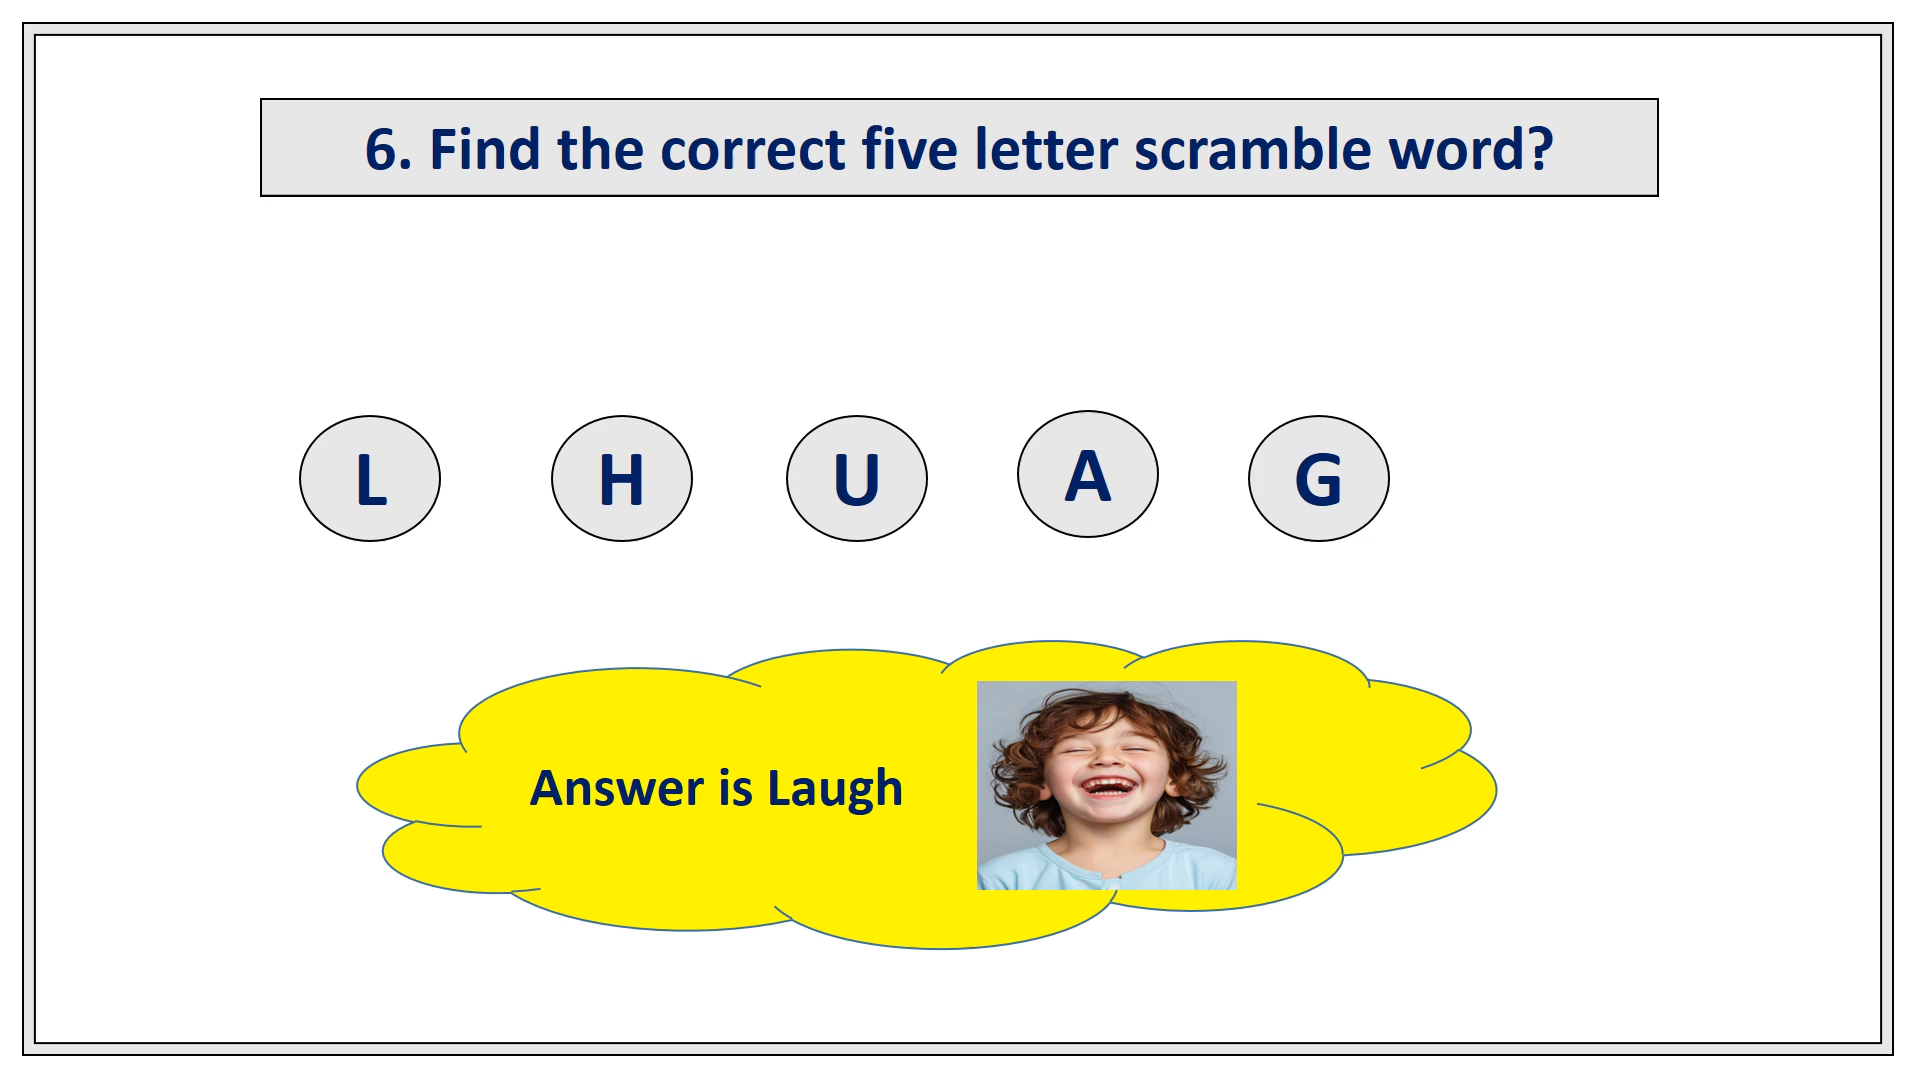 6. Find the correct five letter scramble word?
L H U A G
Answer is Laugh